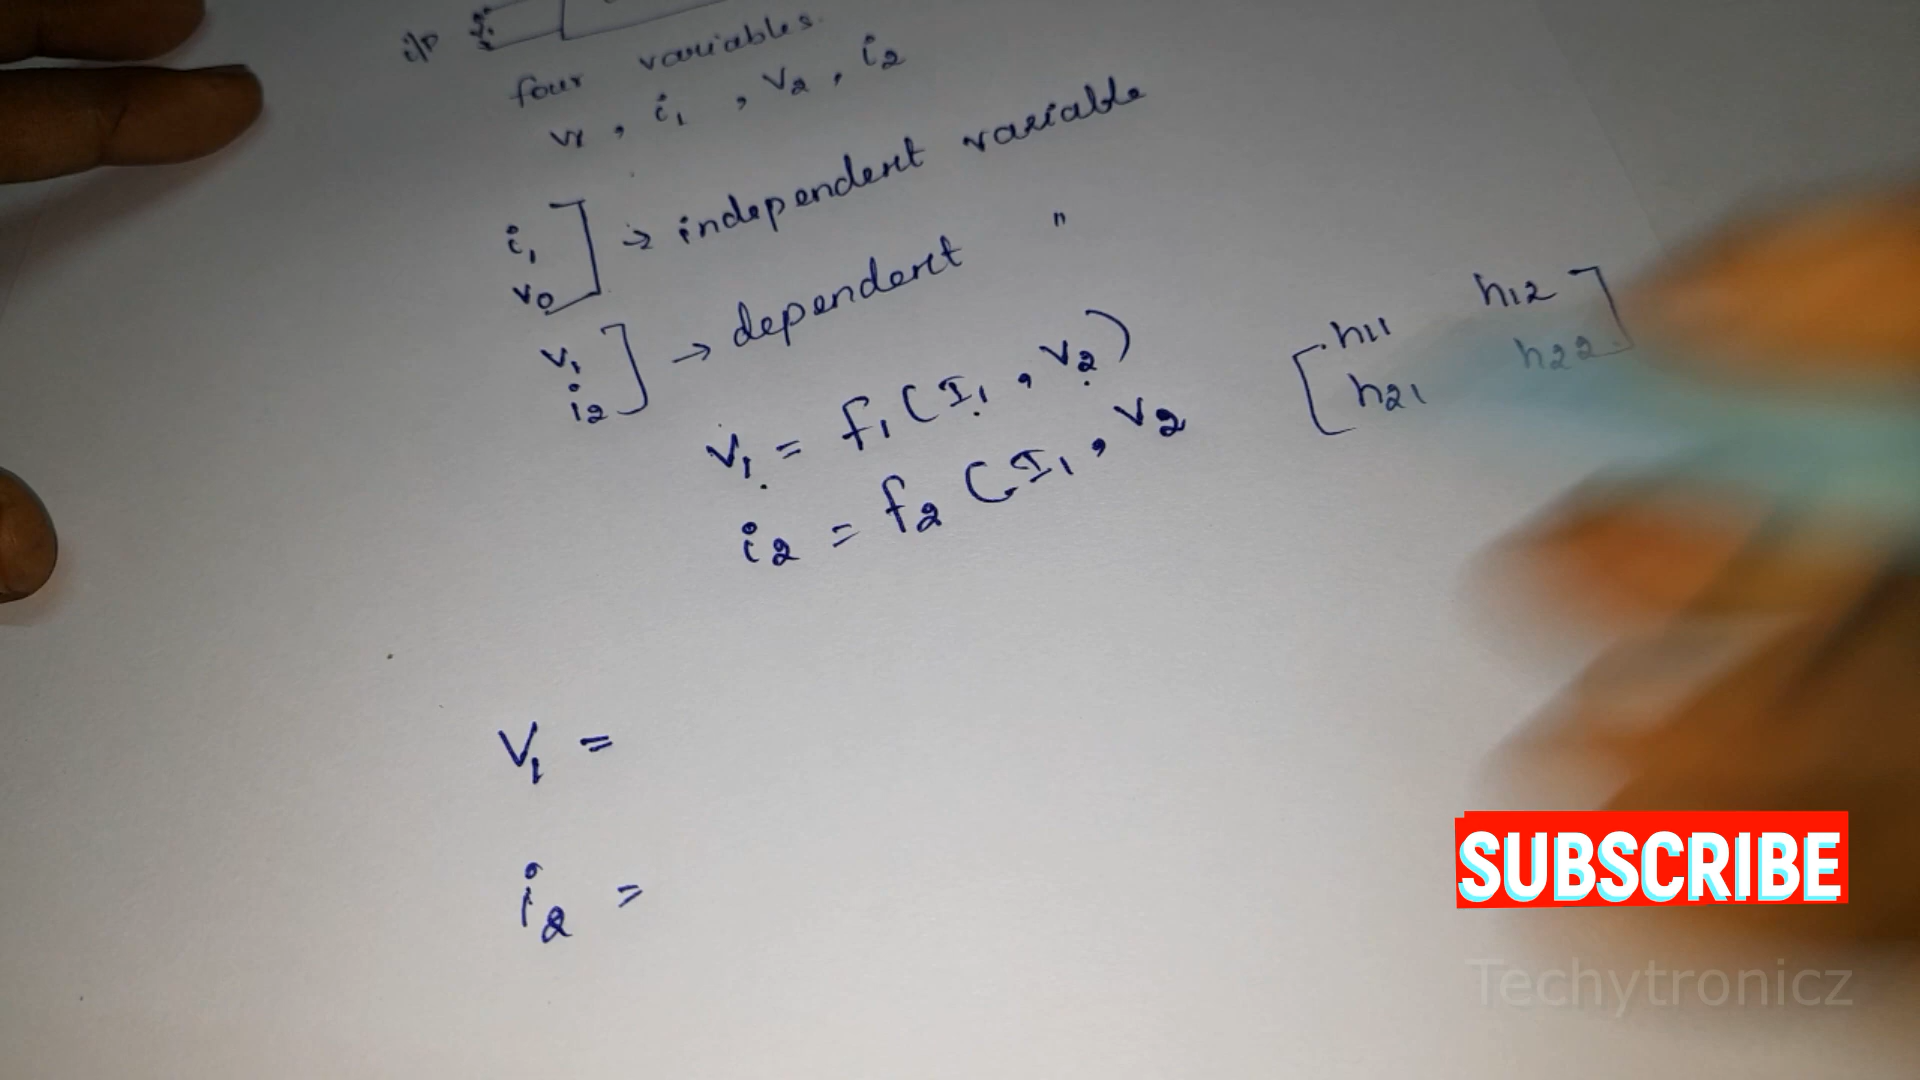 i/p
four variables.
v1 , i1 , v2 , i2
i1
v0 → independent variable
v1
i2 → dependent "
v1 = f1 (I1 , v2)
i2 = f2 (I1 , v2
h11 h12
h21 h22
V1 =
i2 =
SUBSCRIBE
Techytronicz